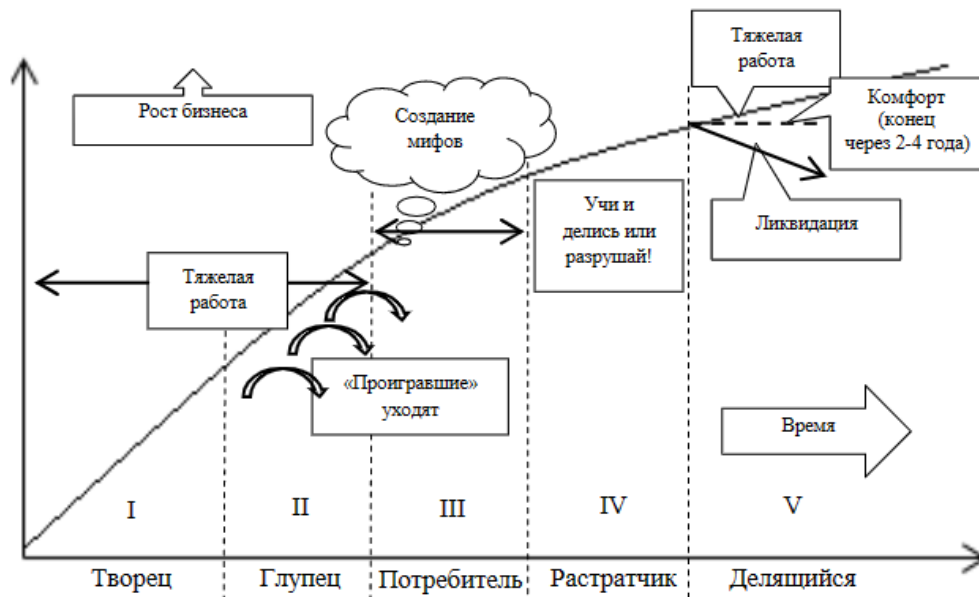 Тяжелая
работа
Рост бизнеса
Создание
мифов
Комфорт
(конец
через 2-4 года)
Учи и
делись или
разрушай!
Ликвидация
Тяжелая
работа
«Проигравшие»
уходят
Время
I
II
III
IV
V
Творец
Глупец
Потребитель
Растратчик
Делящийся